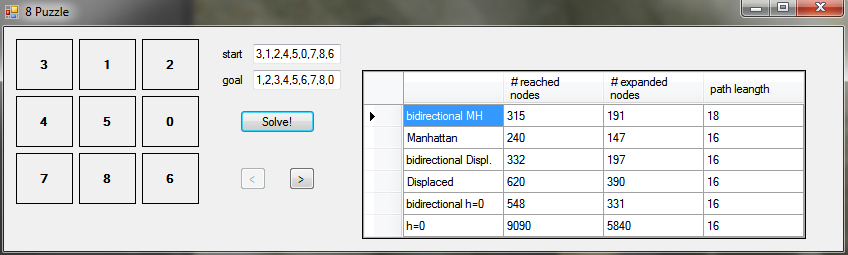 8 Puzzle
3 1 2
4 5 0
7 8 6
start 3,1,2,4,5,0,7,8,6
goal 1,2,3,4,5,6,7,8,0
Solve!
< >
# reached nodes # expanded nodes path leangth
bidirectional MH 315 191 18
Manhattan 240 147 16
bidirectional Displ. 332 197 16
Displaced 620 390 16
bidirectional h=0 548 331 16
h=0 9090 5840 16